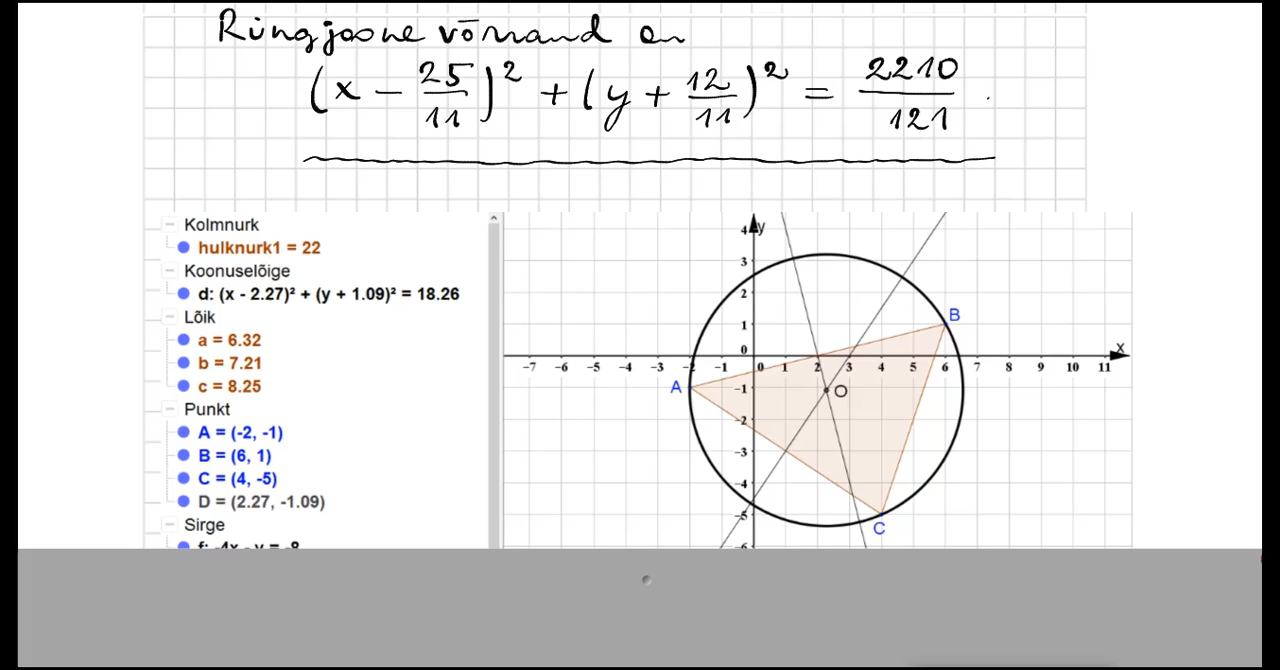 Ringjoone võrrand on
(x - 25/11)² + (y + 12/11)² = 2210/121.
Kolmnurk
hulknurk1 = 22
Koonuselõige
d: (x - 2.27)² + (y + 1.09)² = 18.26
Lõik
a = 6.32
b = 7.21
c = 8.25
Punkt
A = (-2, -1)
B = (6, 1)
C = (4, -5)
D = (2.27, -1.09)
Sirge
f: -4x - y = -8
y
4
3
2
1
0
-7 -6 -5 -4 -3 -2 -1 0 1 2 3 4 5 6 7 8 9 10 11
x
-1
-2
-3
-4
-5
-6
A
B
C
O